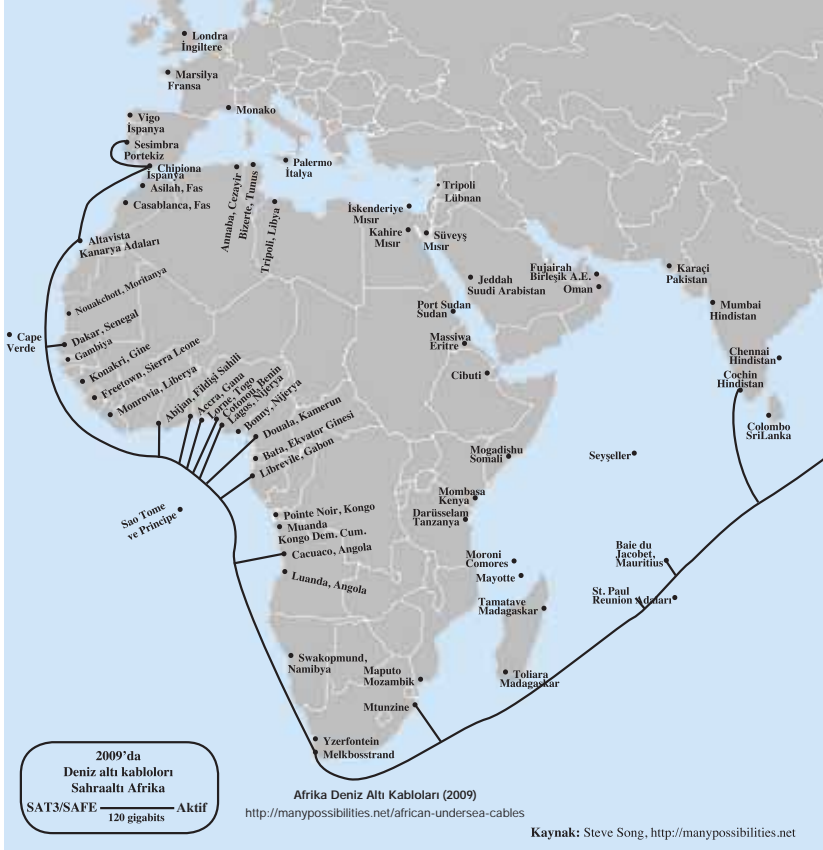 Londra
İngiltere
Marsilya
Fransa
Monako
Vigo
İspanya
Sesimbra
Portekiz
Chipiona
İspanya
Palermo
İtalya
Asilah, Fas
Casablanca, Fas
Annaba, Cezayir
Bizerte, Tunus
Tripoli, Libya
Tripoli
Lübnan
İskenderiye
Mısır
Kahire
Mısır
Süveyş
Mısır
Altavista
Kanarya Adaları
Jeddah
Suudi Arabistan
Fujairah
Birleşik A.E.
Oman
Karaçi
Pakistan
Mumbai
Hindistan
Nouakchott, Moritanya
Port Sudan
Sudan
Cape
Verde
Dakar, Senegal
Gambiya
Massiwa
Eritre
Chennai
Hindistan
Konakri, Gine
Freetown, Sierra Leone
Monrovia, Liberya
Cibuti
Cochin
Hindistan
Abijan, Fildişi Sahili
Accra, Gana
Lorne, Togo
Cotonou, Benin
Lagos, Nijerya
Bonny, Nijerya
Douala, Kamerun
Bata, Ekvator Ginesi
Librevile, Gabon
Colombo
SriLanka
Mogadishu
Somali
Seyşeller
Mombasa
Kenya
Darüsselam
Tanzanya
Sao Tome
ve Principe
Pointe Noir, Kongo
Muanda
Kongo Dem. Cum.
Cacuaco, Angola
Luanda, Angola
Moroni
Comores
Mayotte
Baie du
Jacobet,
Mauritius
St. Paul
Reunion Adaları
Tamatave
Madagaskar
Toliara
Madagaskar
Swakopmund,
Namibya
Maputo
Mozambik
Mtunzine
Yzerfontein
Melkbosstrand
2009’da
Deniz altı kabloları
Sahraaltı Afrika
SAT3/SAFE Aktif
120 gigabits
Afrika Deniz Altı Kabloları (2009)
http://manypossibilities.net/african-undersea-cables
Kaynak: Steve Song, http://manypossibilities.net